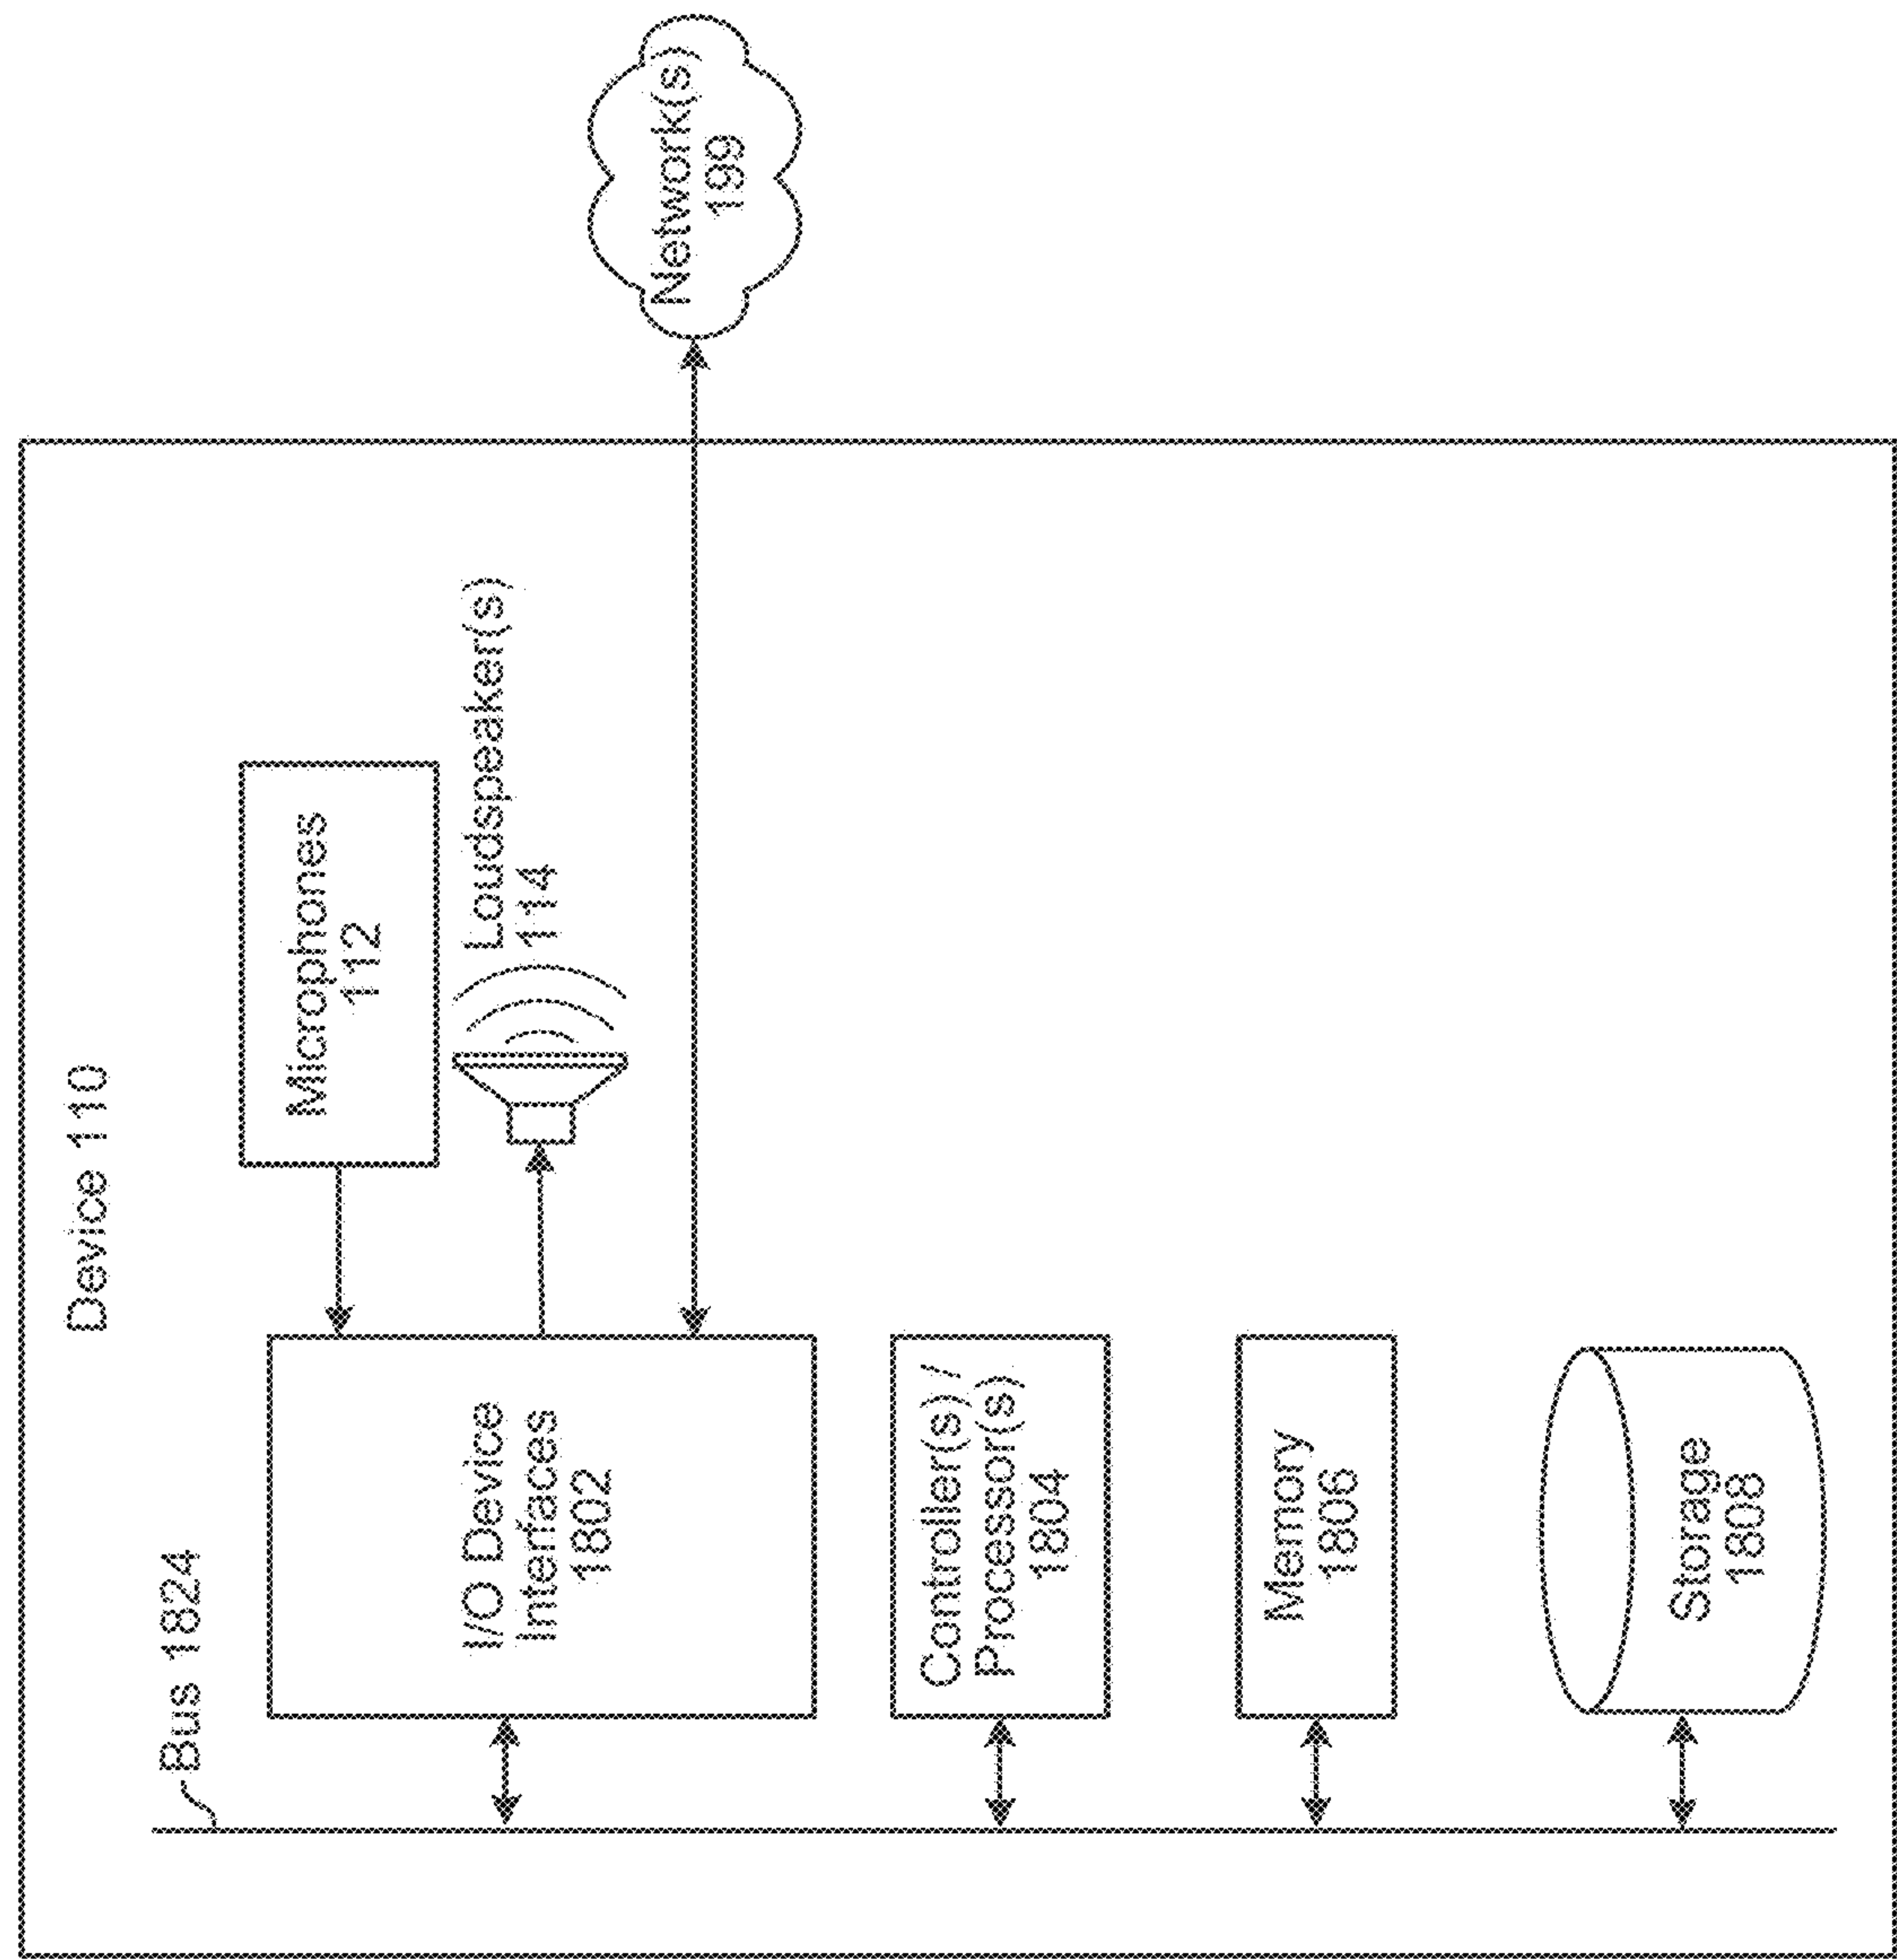 Device 110
Bus 1824
Microphones
112
I/O Device
Interfaces
1802
Loudspeaker(s)
114
Network(s)
199
Controller(s) /
Processor(s)
1804
Memory
1806
Storage
1808